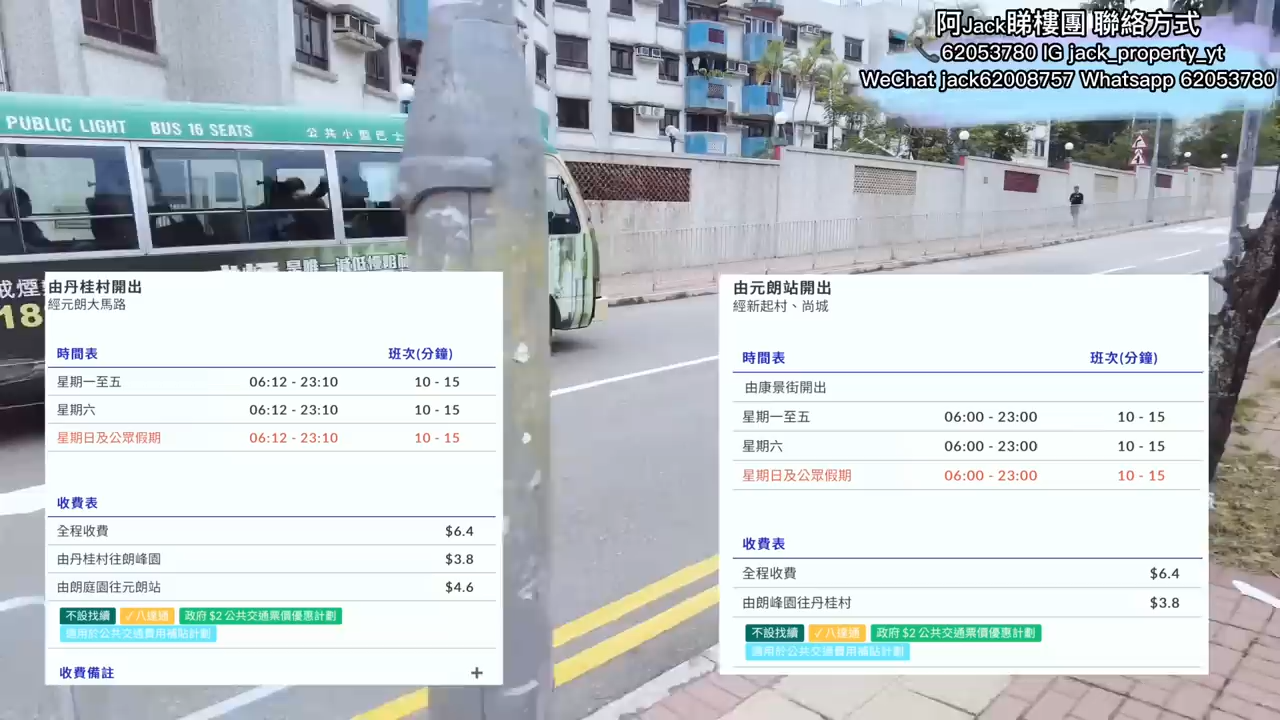 阿Jack睇樓團 聯絡方式
62053780 IG jack_property_yt
WeChat jack62008757 Whatsapp 62053780
PUBLIC LIGHT BUS 16 SEATS 公共小型巴士
是唯一減低慢阻肺
戒煙
18
由丹桂村開出
經元朗大馬路
時間表 班次(分鐘)
星期一至五 06:12 - 23:10 10 - 15
星期六 06:12 - 23:10 10 - 15
星期日及公眾假期 06:12 - 23:10 10 - 15
收費表
全程收費 $6.4
由丹桂村往朗峰園 $3.8
由朗庭園往元朗站 $4.6
不設找續 ✓八達通 政府 $2 公共交通票價優惠計劃
適用於公共交通費用補貼計劃
收費備註 +
由元朗站開出
經新起村、尚城
時間表 班次(分鐘)
由康景街開出
星期一至五 06:00 - 23:00 10 - 15
星期六 06:00 - 23:00 10 - 15
星期日及公眾假期 06:00 - 23:00 10 - 15
收費表
全程收費 $6.4
由朗峰園往丹桂村 $3.8
不設找續 ✓八達通 政府 $2 公共交通票價優惠計劃
適用於公共交通費用補貼計劃